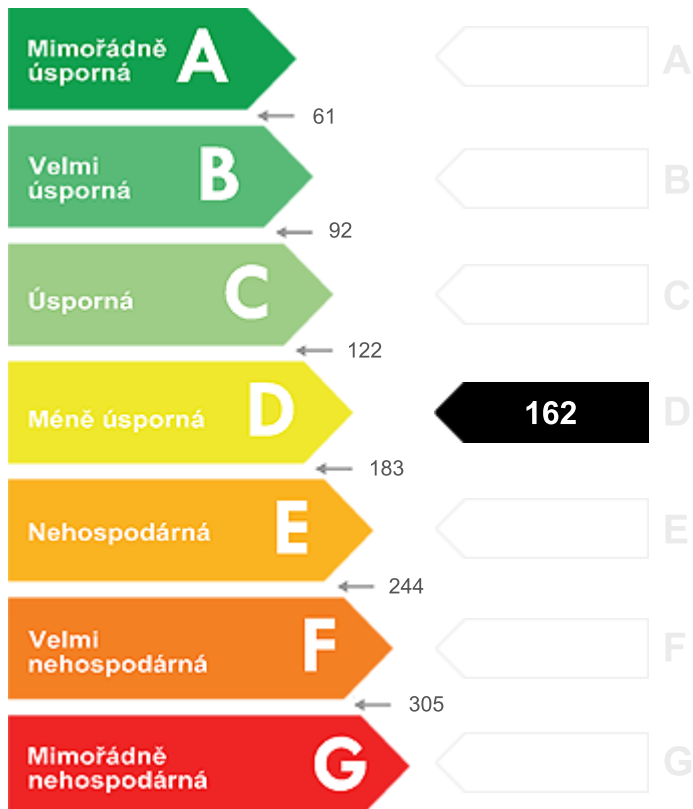 Mimořádně
úsporná
A
A
61
Velmi
úsporná
B
B
92
Úsporná
C
C
122
Méně úsporná
D
162
D
183
Nehospodárná
E
E
244
Velmi
nehospodárná
F
F
305
Mimořádně
nehospodárná
G
G